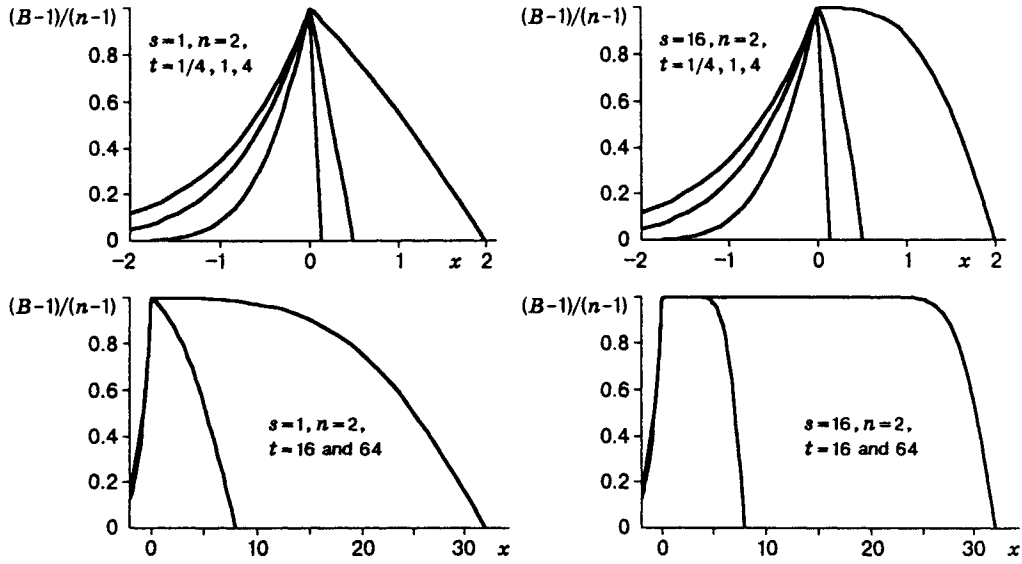 (B−1)/(n−1)
0.8
0.6
0.4
0.2
0
s=1, n=2,
t=1/4, 1, 4
−2
−1
0
1
x
2
(B−1)/(n−1)
0.8
0.6
0.4
0.2
0
s=16, n=2,
t=1/4, 1, 4
−2
−1
0
1
x
2
(B−1)/(n−1)
0.8
0.6
0.4
0.2
0
s=1, n=2,
t=16 and 64
0
10
20
30
x
(B−1)/(n−1)
0.8
0.6
0.4
0.2
0
s=16, n=2,
t=16 and 64
0
10
20
30
x